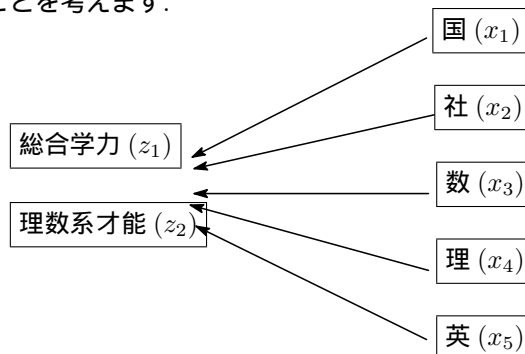 ことを考えます.
国 (x₁)
社 (x₂)
総合学力 (z₁)
数 (x₃)
理数系才能 (z₂)
理 (x₄)
英 (x₅)